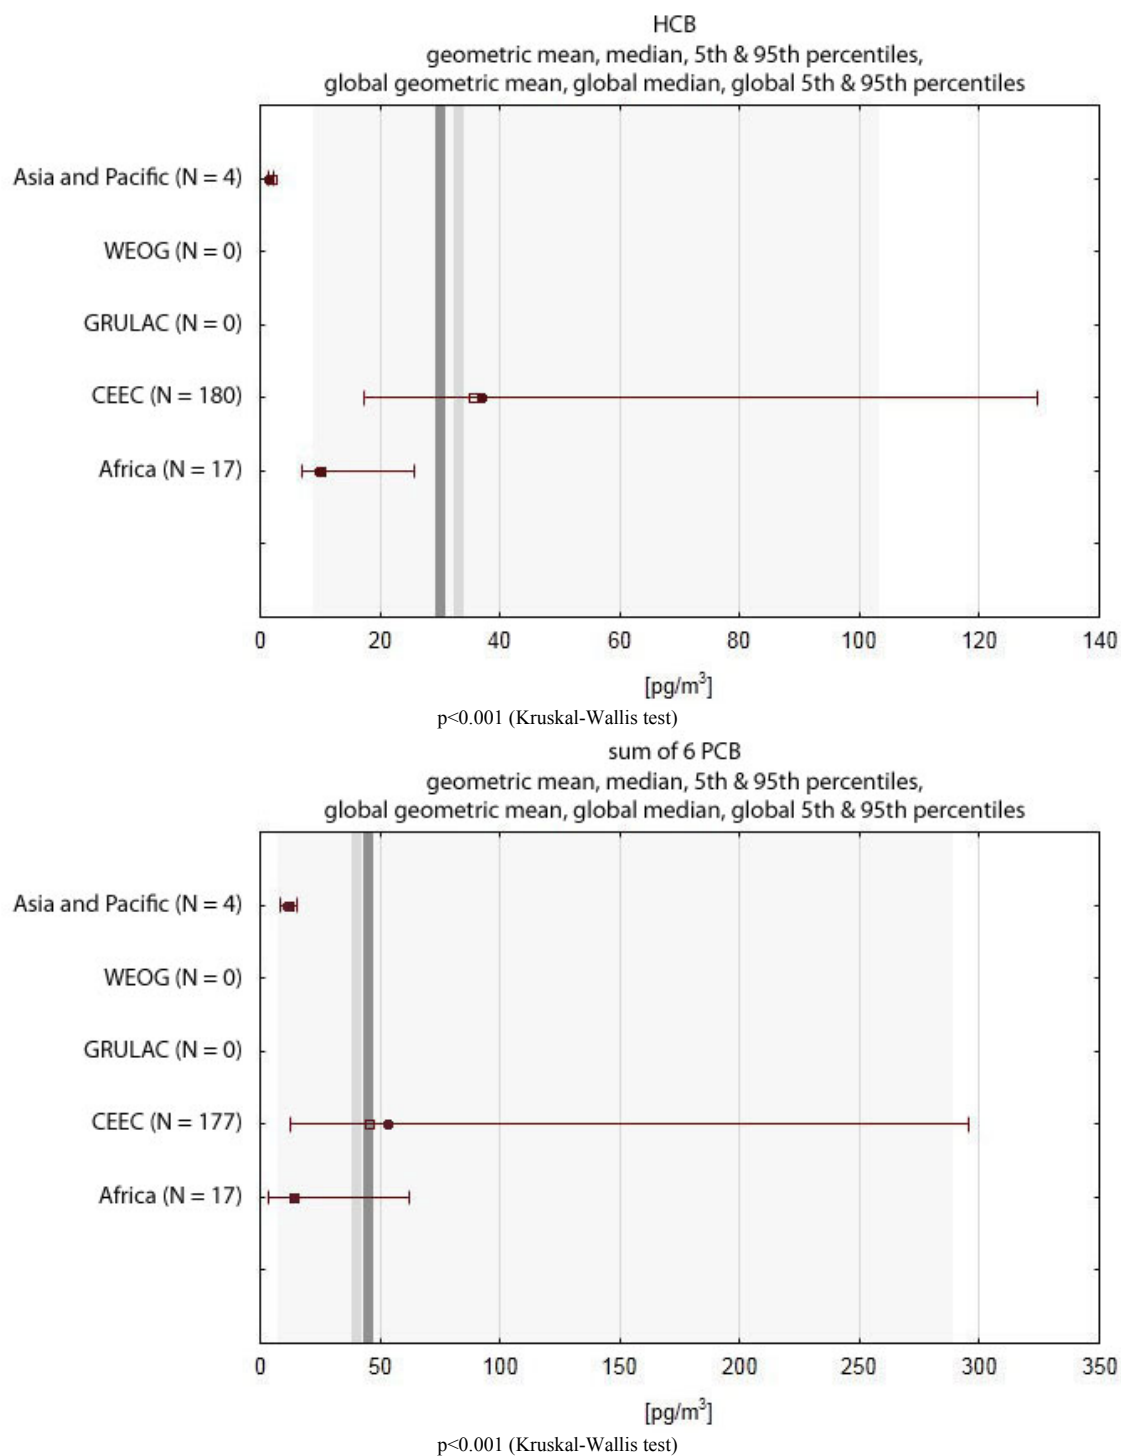 HCB
geometric mean, median, 5th & 95th percentiles,
global geometric mean, global median, global 5th & 95th percentiles
Asia and Pacific (N = 4)
WEOG (N = 0)
GRULAC (N = 0)
CEEC (N = 180)
Africa (N = 17)
0 20 40 60 80 100 120 140
[pg/m³]
p<0.001 (Kruskal-Wallis test)
sum of 6 PCB
geometric mean, median, 5th & 95th percentiles,
global geometric mean, global median, global 5th & 95th percentiles
Asia and Pacific (N = 4)
WEOG (N = 0)
GRULAC (N = 0)
CEEC (N = 177)
Africa (N = 17)
0 50 100 150 200 250 300 350
[pg/m³]
p<0.001 (Kruskal-Wallis test)